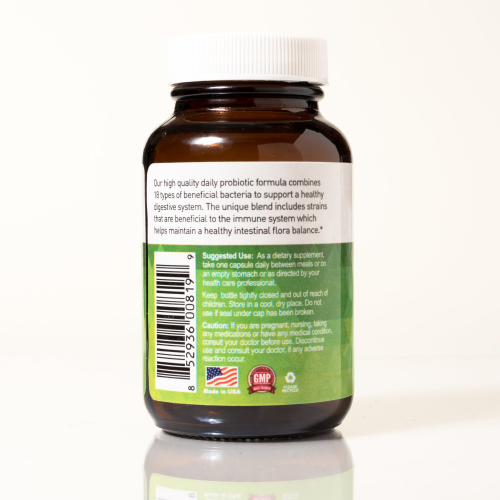 Our high quality daily probiotic formula combines
18 types of beneficial bacteria to support a healthy
digestive system. The unique blend includes strains
that are beneficial to the immune system which
helps maintain a healthy intestinal flora balance.*
Suggested Use: As a dietary supplement,
take one capsule daily between meals or on
an empty stomach or as directed by your
health care professional.
Keep bottle tightly closed and out of reach of
children. Store in a cool, dry place. Do not
use if seal under cap has been broken.
Caution: If you are pregnant, nursing, taking
any medications or have any medical condition,
consult your doctor before use. Discontinue
use and consult your doctor, if any adverse
reaction occur.
8 52936 00819 9
Made in USA
GMP
PLEASE
RECYCLE